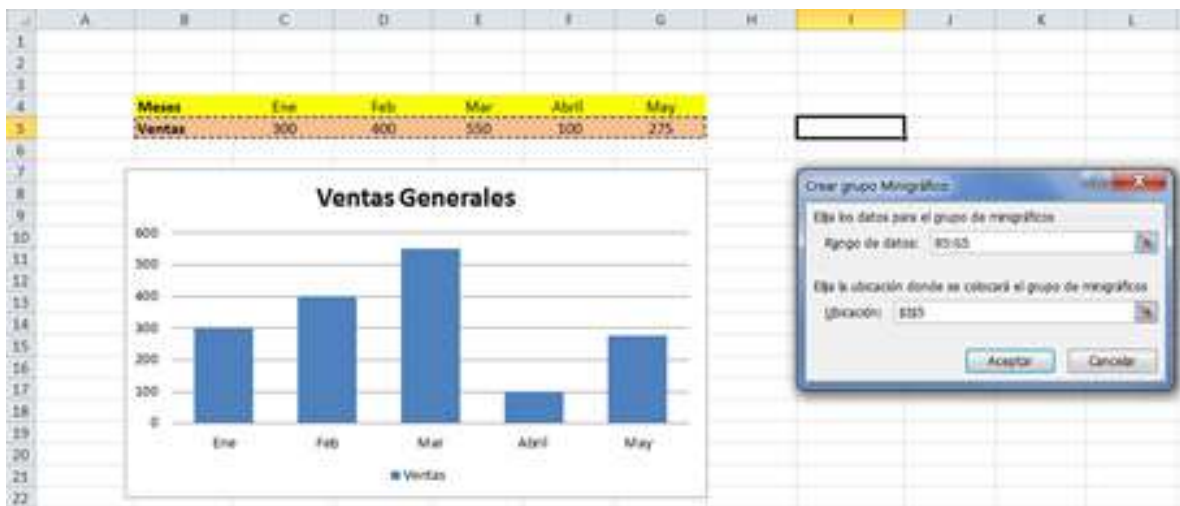 A B C D E F G H I J K L
1
2
3
4 Meses Ene Feb Mar Abril May
5 Ventas 300 400 550 100 275
6
7
8
9
10
11
12
13
14
15
16
17
18
19
20
21
22
Ventas Generales
600
500
400
300
200
100
0
Ene Feb Mar Abril May
Ventas
Crear grupo Minigráfico
Elija los datos para el grupo de minigráficos
Rango de datos: B5:G5
Elija la ubicación donde se colocará el grupo de minigráficos
Ubicación: $I$5
Aceptar Cancelar